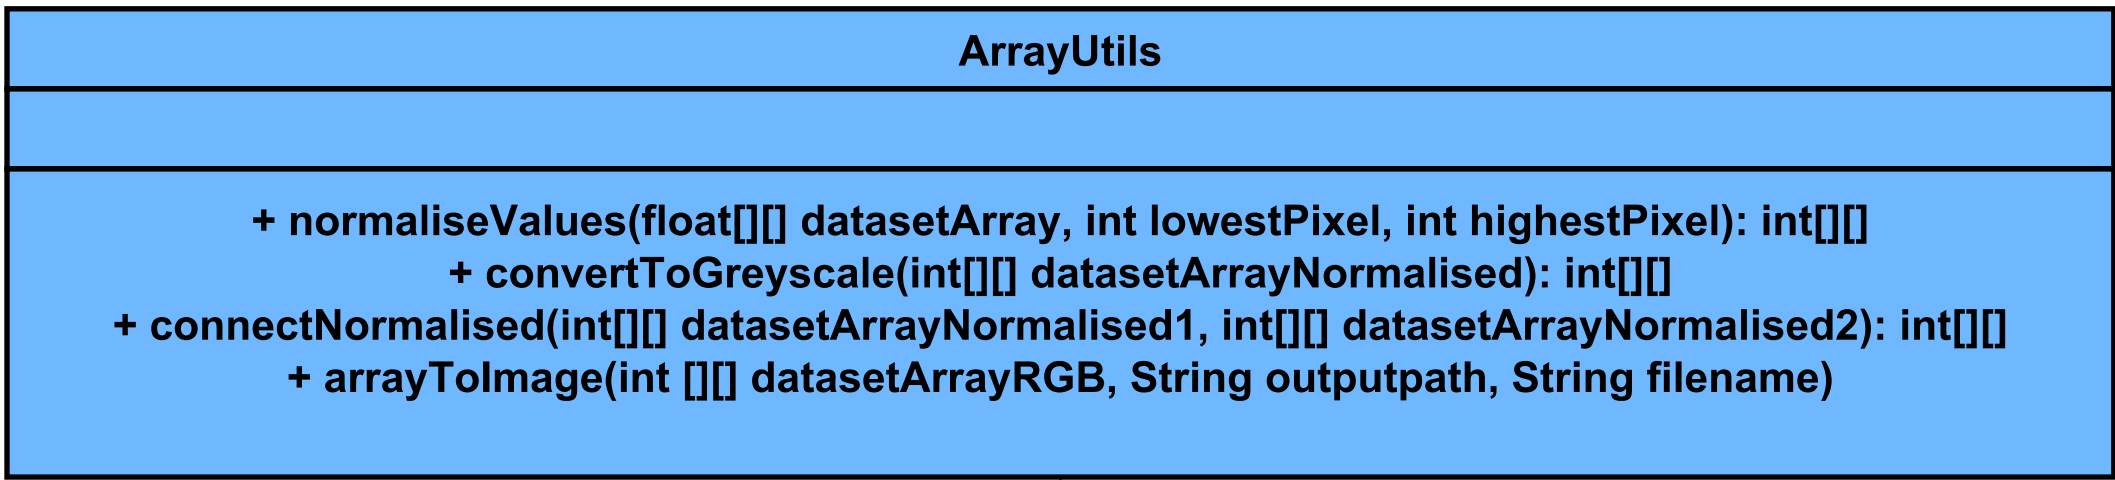 ArrayUtils
+ normaliseValues(float[][] datasetArray, int lowestPixel, int highestPixel): int[][]
+ convertToGreyscale(int[][] datasetArrayNormalised): int[][]
+ connectNormalised(int[][] datasetArrayNormalised1, int[][] datasetArrayNormalised2): int[][]
+ arrayToImage(int [][] datasetArrayRGB, String outputpath, String filename)